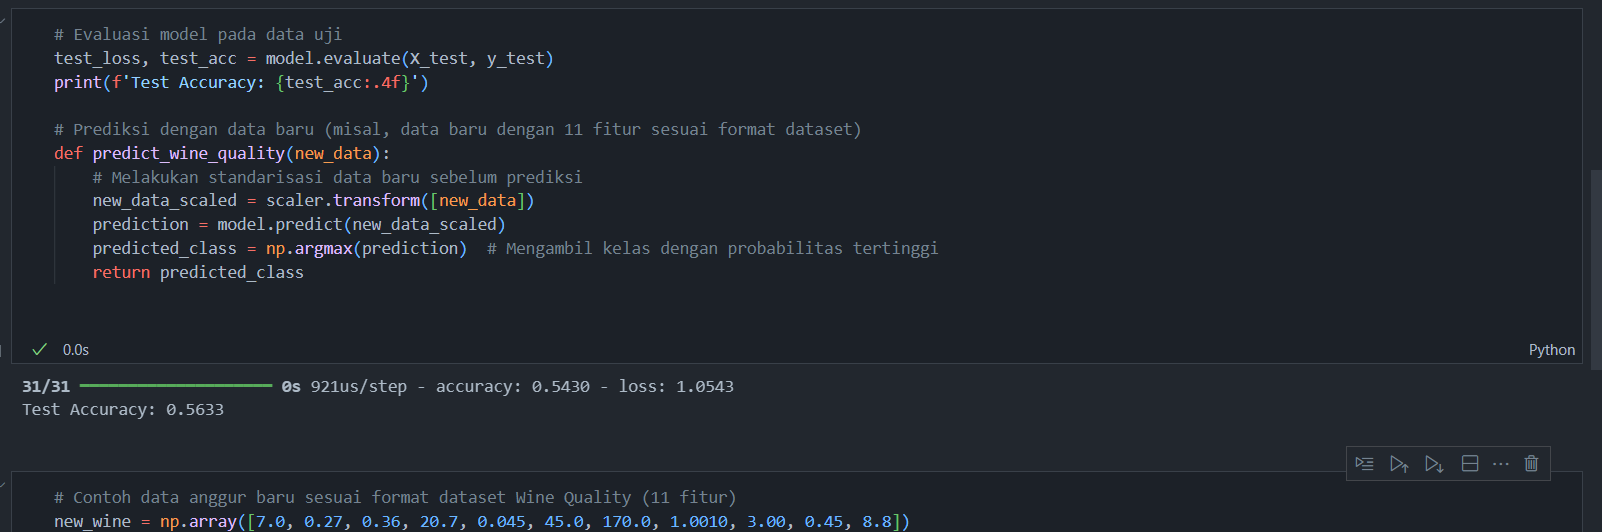 # Evaluasi model pada data uji
test_loss, test_acc = model.evaluate(X_test, y_test)
print(f'Test Accuracy: {test_acc:.4f}')
# Prediksi dengan data baru (misal, data baru dengan 11 fitur sesuai format dataset)
def predict_wine_quality(new_data):
    # Melakukan standarisasi data baru sebelum prediksi
    new_data_scaled = scaler.transform([new_data])
    prediction = model.predict(new_data_scaled)
    predicted_class = np.argmax(prediction)  # Mengambil kelas dengan probabilitas tertinggi
    return predicted_class
0.0s
Python
31/31 0s 921us/step - accuracy: 0.5430 - loss: 1.0543
Test Accuracy: 0.5633
# Contoh data anggur baru sesuai format dataset Wine Quality (11 fitur)
new_wine = np.array([7.0, 0.27, 0.36, 20.7, 0.045, 45.0, 170.0, 1.0010, 3.00, 0.45, 8.8])